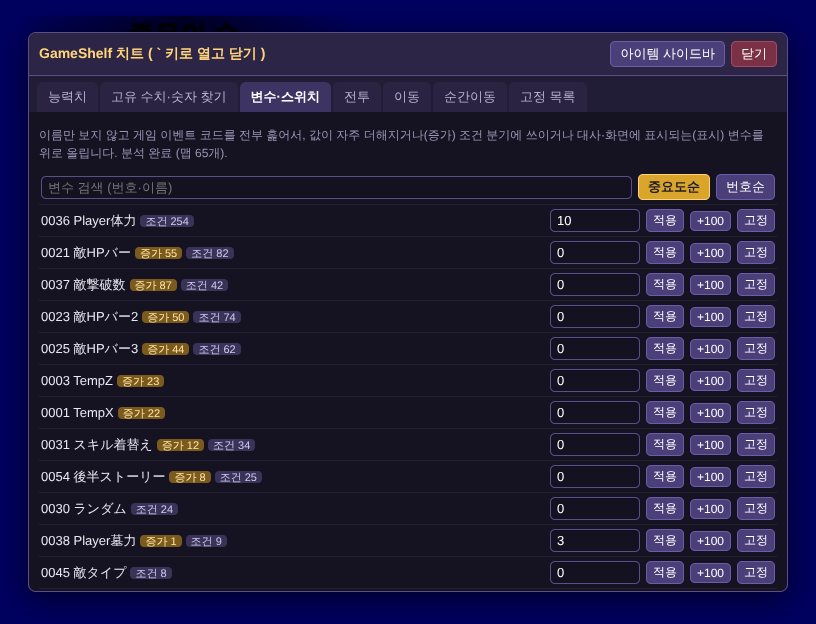 GameShelf 치트 ( ` 키로 열고 닫기 )
아이템 사이드바 닫기
능력치 고유 수치·숫자 찾기 변수·스위치 전투 이동 순간이동 고정 목록
이름만 보지 않고 게임 이벤트 코드를 전부 훑어서, 값이 자주 더해지거나(증가) 조건 분기에 쓰이거나 대사·화면에 표시되는(표시) 변수를
위로 올립니다. 분석 완료 (맵 65개).
변수 검색 (번호·이름) 중요도순 번호순
0036 Player体力 조건 254 10 적용 +100 고정
0021 敵HPバー 증가 55 조건 82 0 적용 +100 고정
0037 敵撃破数 증가 87 조건 42 0 적용 +100 고정
0023 敵HPバー2 증가 50 조건 74 0 적용 +100 고정
0025 敵HPバー3 증가 44 조건 62 0 적용 +100 고정
0003 TempZ 증가 23 0 적용 +100 고정
0001 TempX 증가 22 0 적용 +100 고정
0031 スキル着替え 증가 12 조건 34 0 적용 +100 고정
0054 後半ストーリー 증가 8 조건 25 0 적용 +100 고정
0030 ランダム 조건 24 0 적용 +100 고정
0038 Player墓力 증가 1 조건 9 3 적용 +100 고정
0045 敵タイプ 조건 8 0 적용 +100 고정